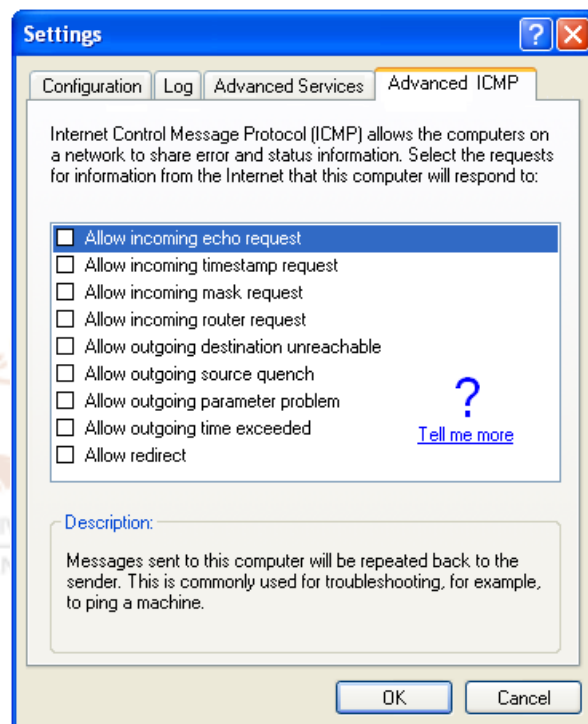 Settings
Configuration Log Advanced Services Advanced ICMP
Internet Control Message Protocol (ICMP) allows the computers on
a network to share error and status information. Select the requests
for information from the Internet that this computer will respond to:
Allow incoming echo request
Allow incoming timestamp request
Allow incoming mask request
Allow incoming router request
Allow outgoing destination unreachable
Allow outgoing source quench
Allow outgoing parameter problem
Allow outgoing time exceeded
Allow redirect
?
Tell me more
Description:
Messages sent to this computer will be repeated back to the
sender. This is commonly used for troubleshooting, for example,
to ping a machine.
OK Cancel